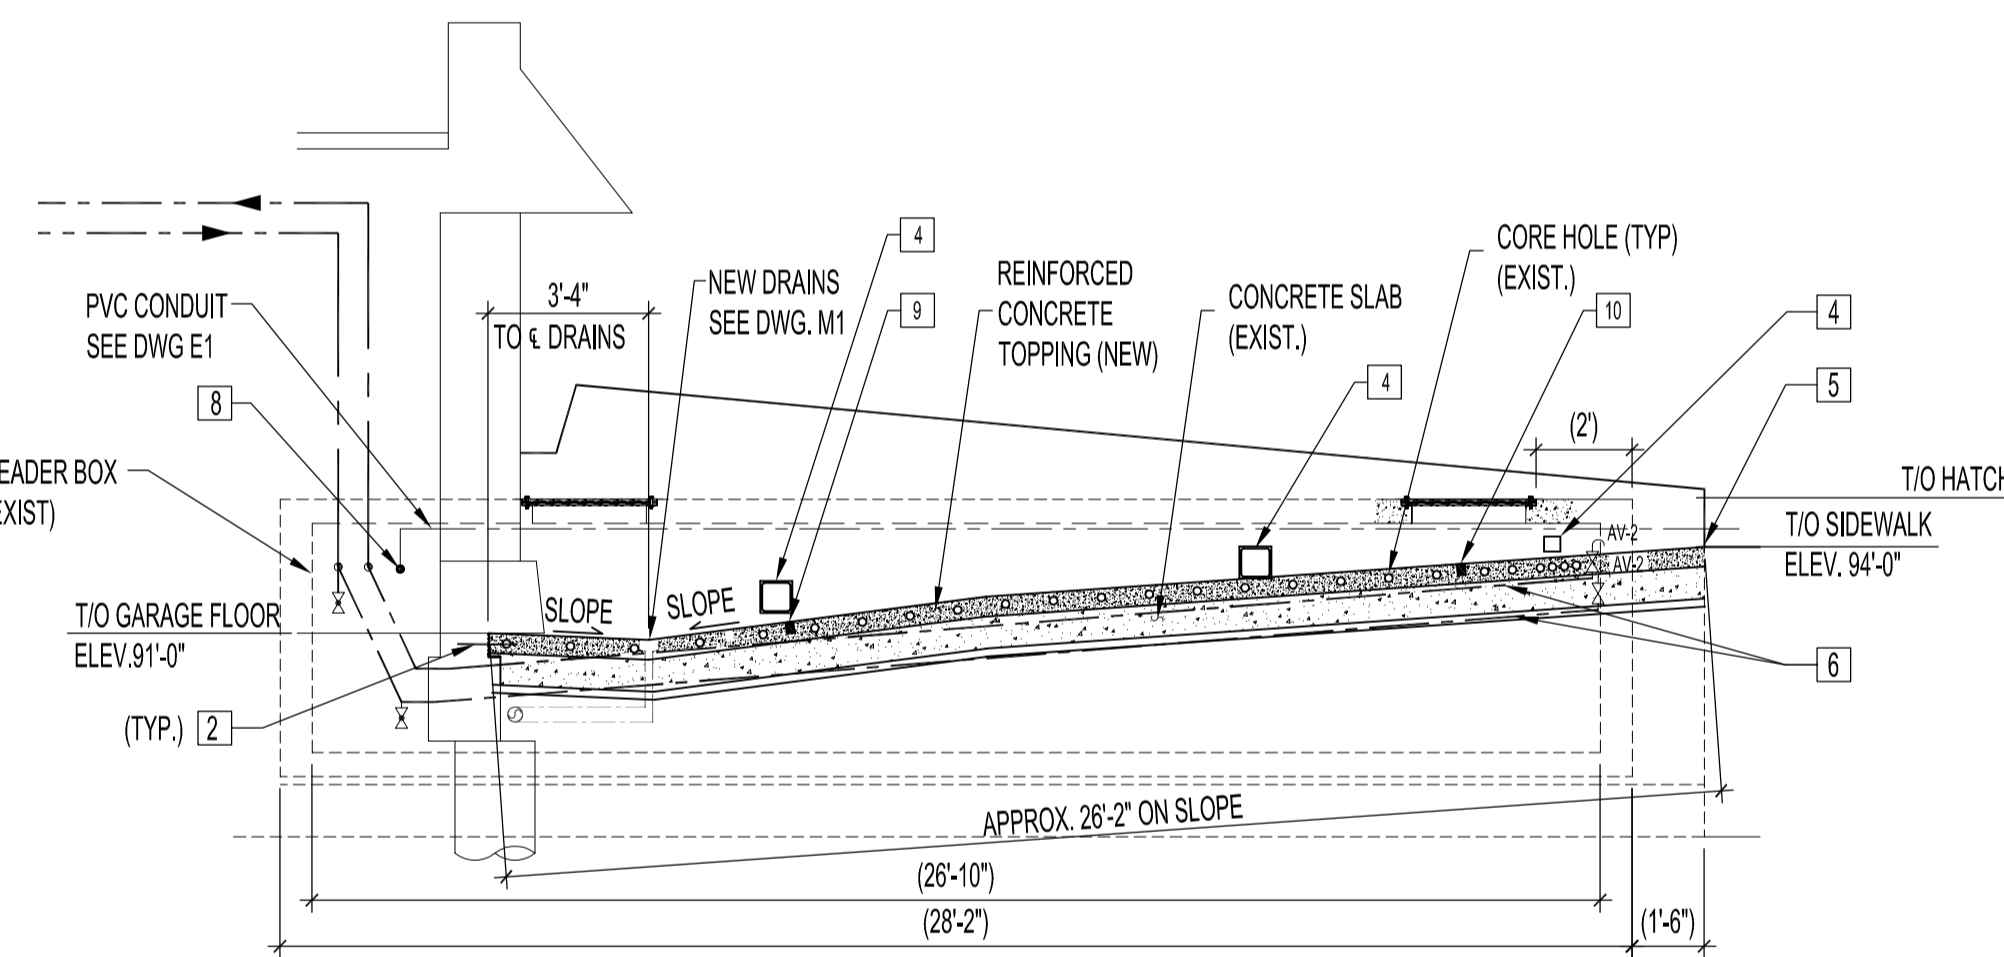 4
9
NEW DRAINS
SEE DWG. M1
3'-4"
TO ℄ DRAINS
PVC CONDUIT
SEE DWG E1
8
REINFORCED
CONCRETE
TOPPING (NEW)
CONCRETE SLAB
(EXIST.)
CORE HOLE (TYP)
(EXIST.)
10
4
4
5
(2')
EADER BOX
EXIST)
T/O HATCH
T/O SIDEWALK
ELEV. 94'-0"
AV-2
AV-2
SLOPE
SLOPE
T/O GARAGE FLOOR
ELEV.91'-0"
(TYP.) 2
6
APPROX. 26'-2" ON SLOPE
(26'-10")
(28'-2")
(1'-6")